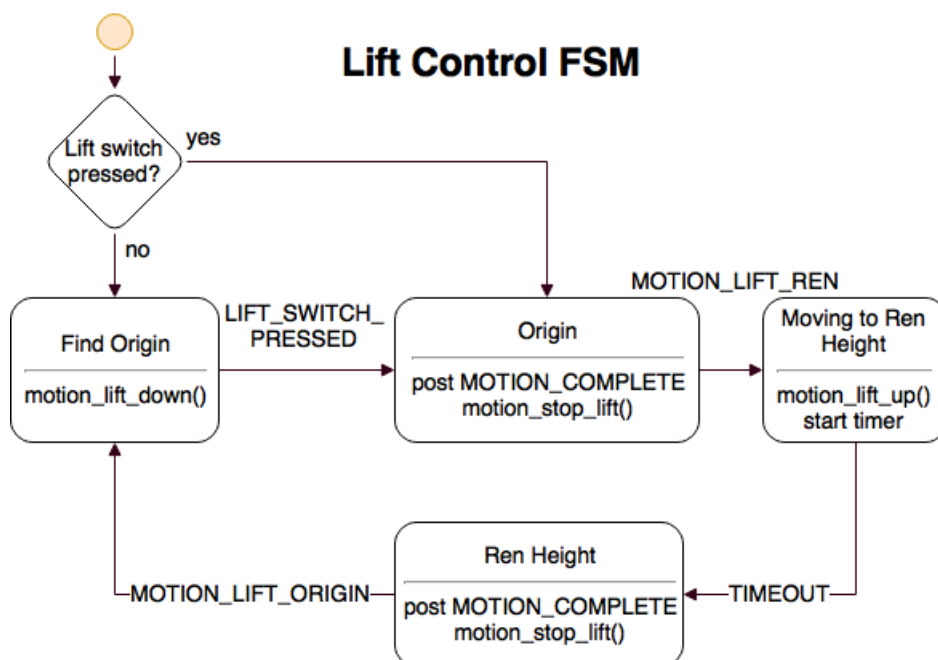 Lift Control FSM
Lift switch
pressed?
yes
no
Find Origin
motion_lift_down()
LIFT_SWITCH_
PRESSED
Origin
post MOTION_COMPLETE
motion_stop_lift()
MOTION_LIFT_REN
Moving to Ren
Height
motion_lift_up()
start timer
TIMEOUT
Ren Height
post MOTION_COMPLETE
motion_stop_lift()
MOTION_LIFT_ORIGIN